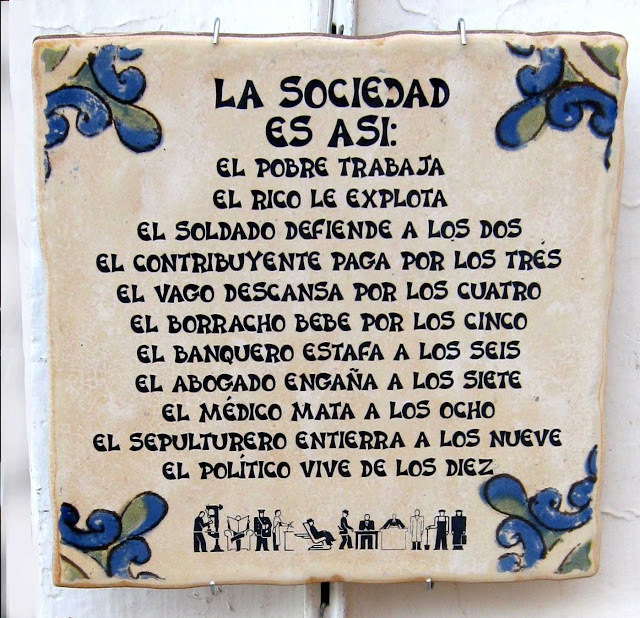 LA SOCIEDAD
ES ASI:
EL POBRE TRABAJA
EL RICO LE EXPLOTA
EL SOLDADO DEFIENDE A LOS DOS
EL CONTRIBUYENTE PAGA POR LOS TRES
EL VAGO DESCANSA POR LOS CUATRO
EL BORRACHO BEBE POR LOS CINCO
EL BANQUERO ESTAFA A LOS SEIS
EL ABOGADO ENGAÑA A LOS SIETE
EL MÉDICO MATA A LOS OCHO
EL SEPULTURERO ENTIERRA A LOS NUEVE
EL POLÍTICO VIVE DE LOS DIEZ